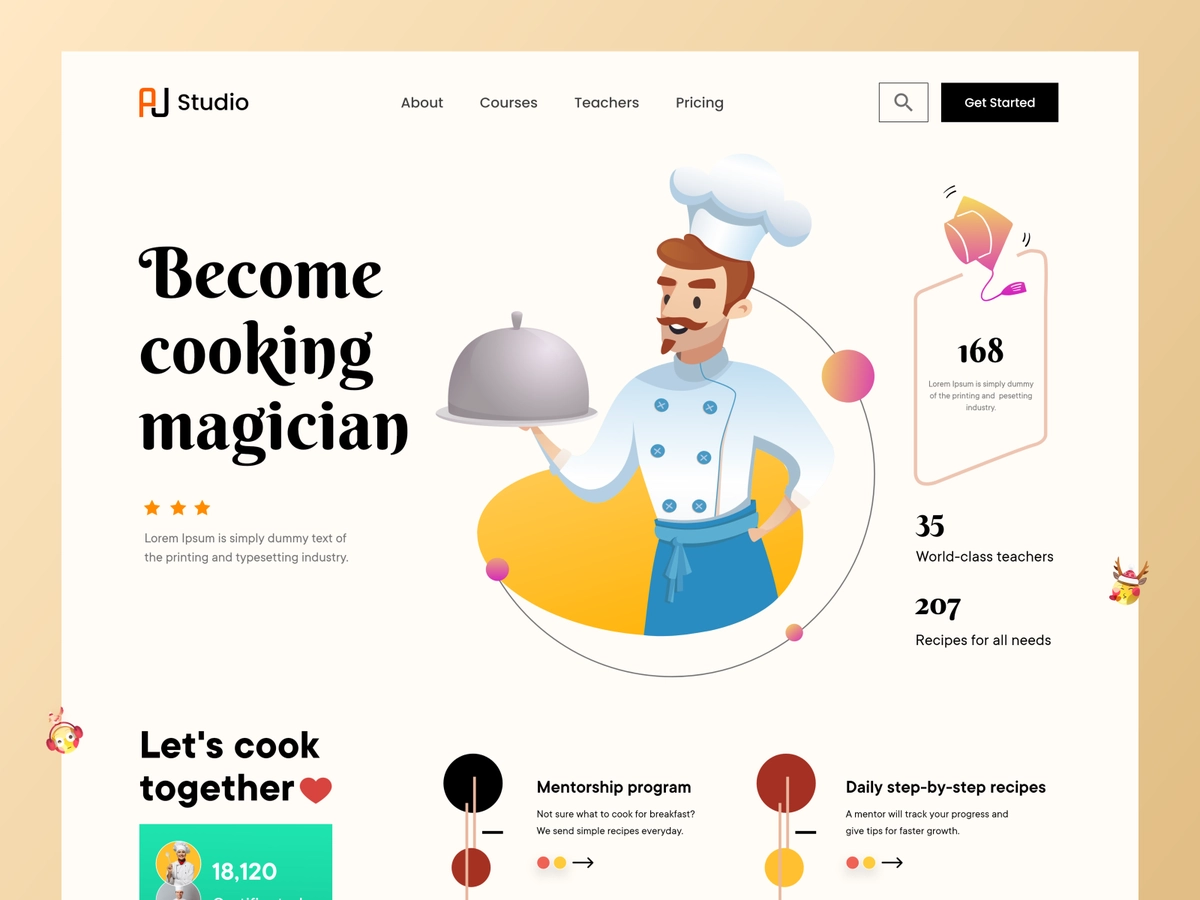 AJ Studio
About
Courses
Teachers
Pricing
Get Started
Become
cooking
magician
Lorem Ipsum is simply dummy text of
the printing and typesetting industry.
168
Lorem Ipsum is simply dummy
of the printing and pesetting
industry.
35
World-class teachers
207
Recipes for all needs
Let's cook
together
18,120
Mentorship program
Not sure what to cook for breakfast?
We send simple recipes everyday.
Daily step-by-step recipes
A mentor will track your progress and
give tips for faster growth.